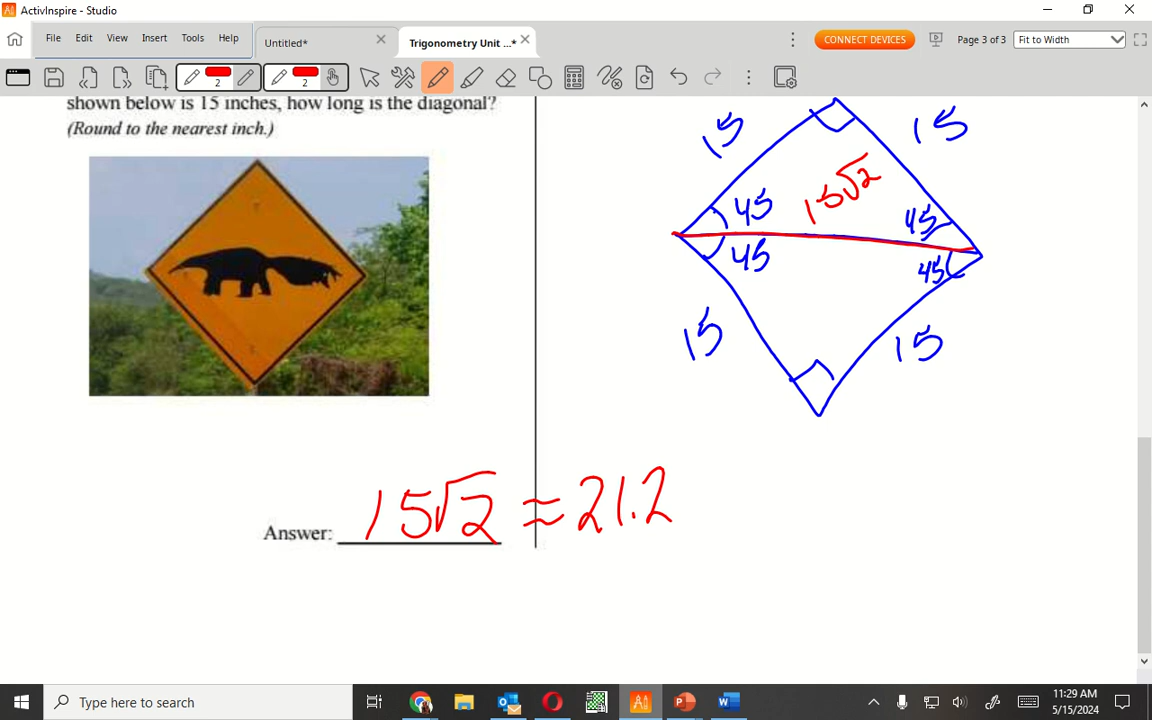 ActivInspire - Studio
File Edit View Insert Tools Help
Untitled*
Trigonometry Unit ...*
CONNECT DEVICES
Page 3 of 3
Fit to Width
2
2
shown below is 15 inches, how long is the diagonal?
(Round to the nearest inch.)
15
15
15√2
45
45
45
45
15
15
Answer: 15√2 ≈ 21.2
Type here to search
11:29 AM
5/15/2024